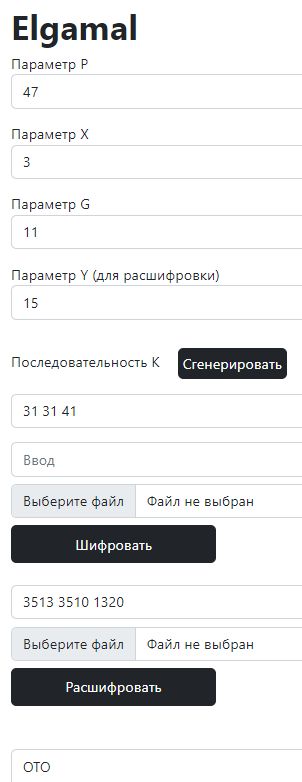 Elgamal
Параметр P
47
Параметр X
3
Параметр G
11
Параметр Y (для расшифровки)
15
Последовательность K Сгенерировать
31 31 41
Ввод
Выберите файл Файл не выбран
Шифровать
3513 3510 1320
Выберите файл Файл не выбран
Расшифровать
ОТО